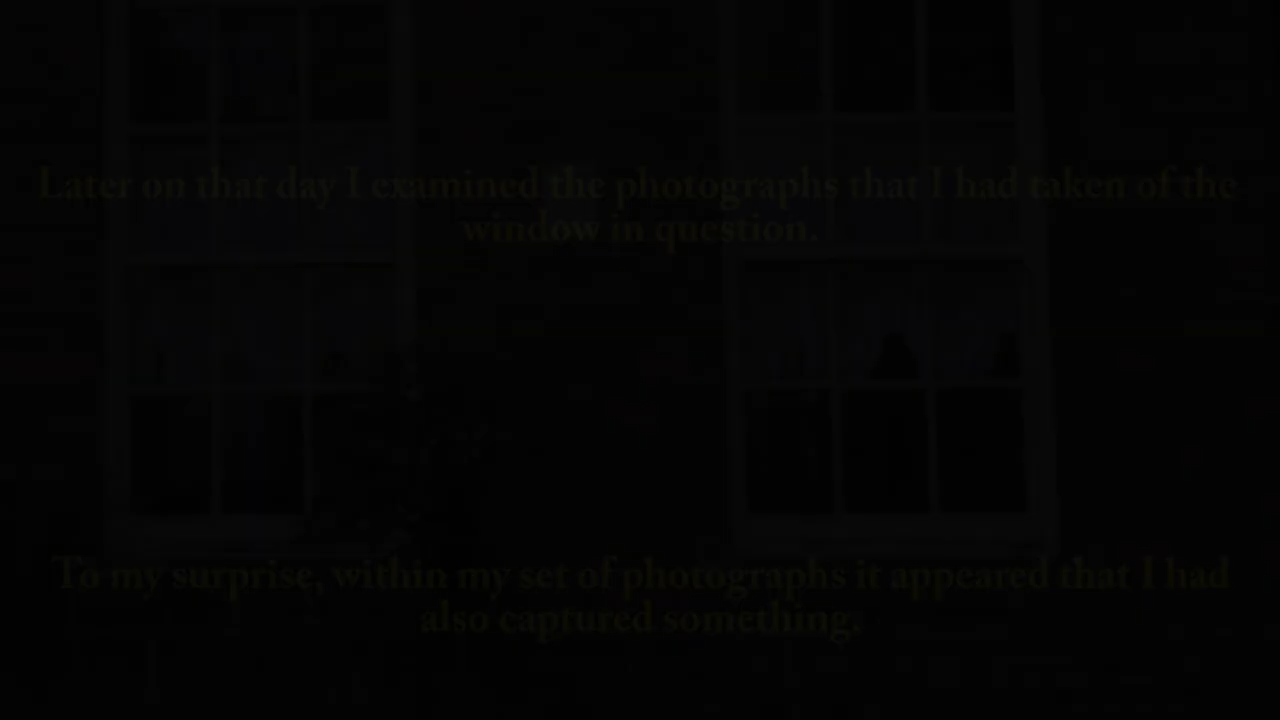 Later on that day I examined the photographs that I had taken of the
window in question.
To my surprise, within my set of photographs it appeared that I had
also captured something.